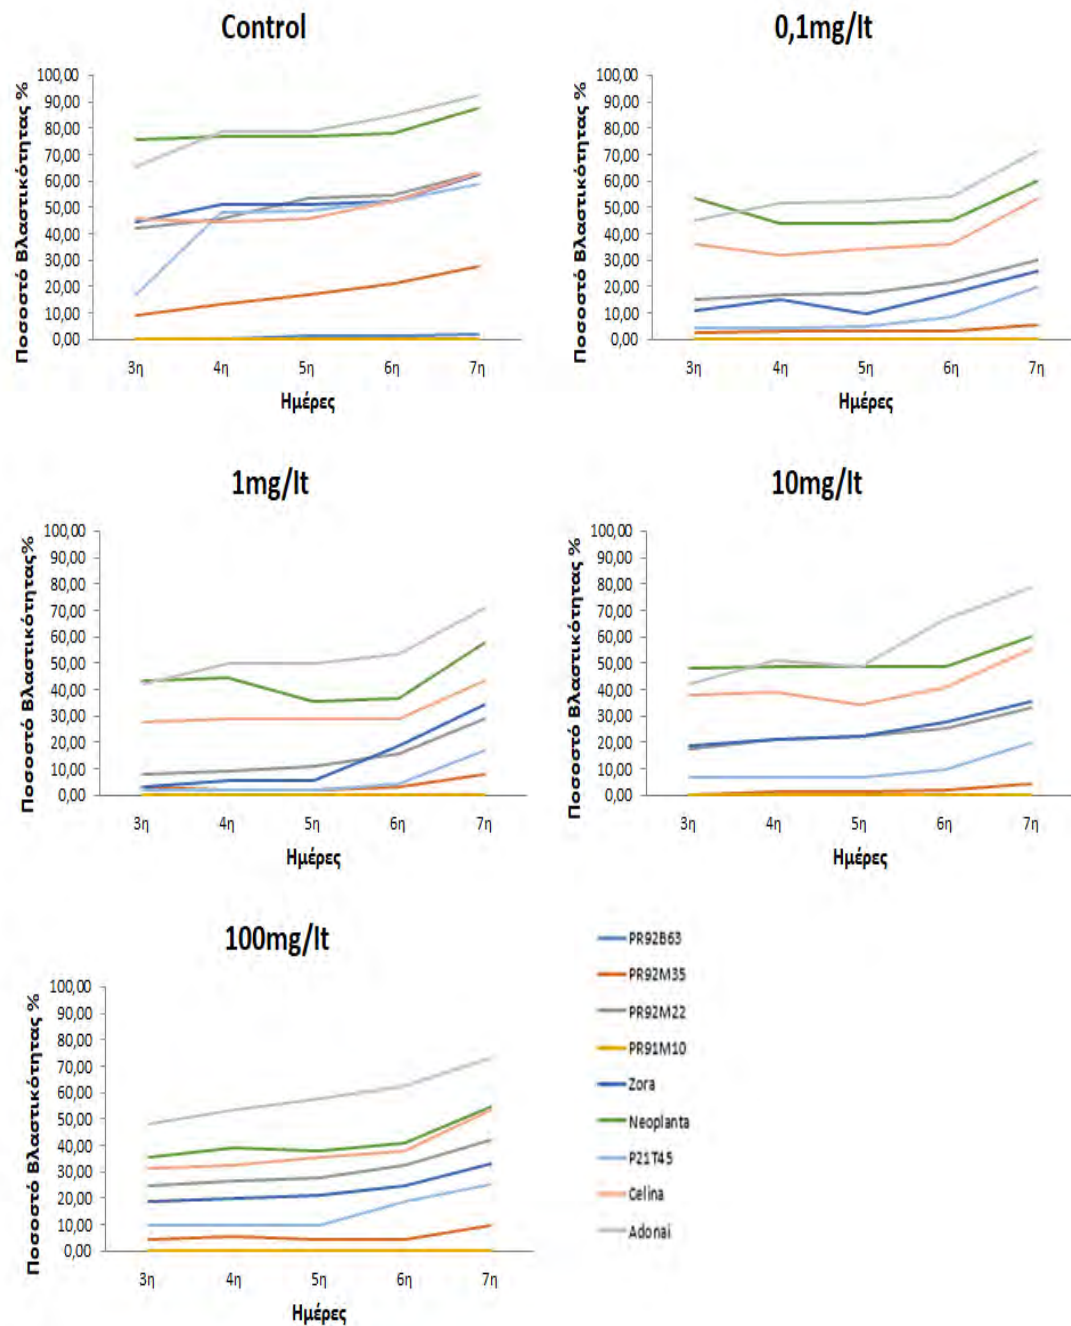 Control
Ποσοστό Βλαστικότητας %
100,00
90,00
80,00
70,00
60,00
50,00
40,00
30,00
20,00
10,00
0,00
3η 4η 5η 6η 7η
Ημέρες
0,1mg/lt
Ποσοστό Βλαστικότητας %
100,00
90,00
80,00
70,00
60,00
50,00
40,00
30,00
20,00
10,00
0,00
3η 4η 5η 6η 7η
Ημέρες
1mg/lt
Ποσοστό Βλαστικότητας%
100,00
90,00
80,00
70,00
60,00
50,00
40,00
30,00
20,00
10,00
0,00
3η 4η 5η 6η 7η
Ημέρες
10mg/lt
Ποσοστό Βλαστικότητας %
100,00
90,00
80,00
70,00
60,00
50,00
40,00
30,00
20,00
10,00
0,00
3η 4η 5η 6η 7η
Ημέρες
100mg/lt
Ποσοστό Βλαστικότητας %
100,00
90,00
80,00
70,00
60,00
50,00
40,00
30,00
20,00
10,00
0,00
3η 4η 5η 6η 7η
Ημέρες
PR92B63
PR92M35
PR92M22
PR91M10
Zora
Neoplanta
P21T45
Celina
Adonai